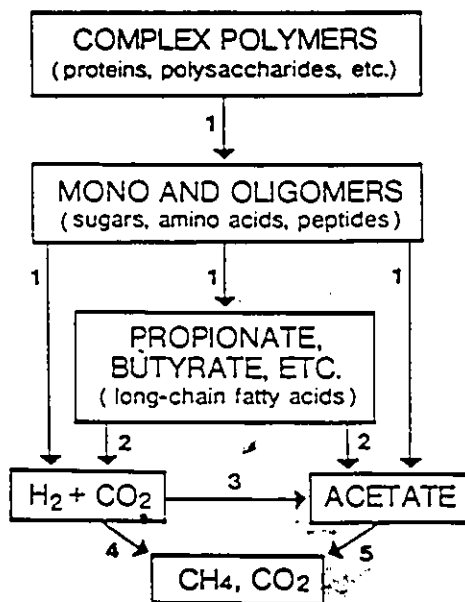 COMPLEX POLYMERS
(proteins, polysaccharides, etc.)
1
MONO AND OLIGOMERS
(sugars, amino acids, peptides)
1 1 1
PROPIONATE,
BUTYRATE, ETC.
(long-chain fatty acids)
2 2
H₂ + CO₂ 3 ACETATE
4 5
CH₄, CO₂